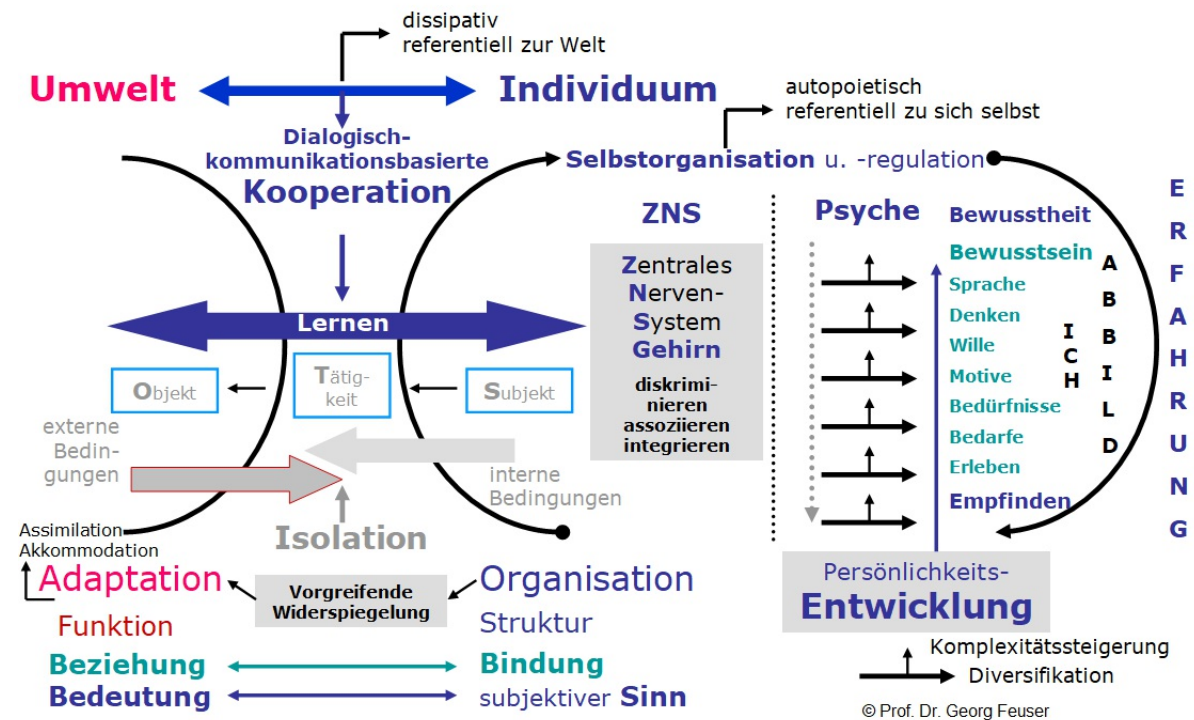 dissipativ
referentiell zur Welt
Umwelt
Individuum
autopoietisch
referentiell zu sich selbst
Dialogisch-
kommunikationsbasierte
Kooperation
Selbstorganisation u. -regulation
ZNS
Zentrales
Nerven-
System
Gehirn
diskrimi-
nieren
assoziieren
integrieren
Psyche
Bewusstheit
Bewusstsein
Sprache
Denken
Wille
Motive
Bedürfnisse
Bedarfe
Erleben
Empfinden
ICH
ABBILD
ERFAHRUNG
Lernen
Objekt
Tätig-
keit
Subjekt
externe
Bedin-
gungen
interne
Bedingungen
Isolation
Assimilation
Akkommodation
Adaptation
Vorgreifende
Widerspiegelung
Organisation
Funktion
Struktur
Beziehung
Bindung
Bedeutung
subjektiver Sinn
Persönlichkeits-
Entwicklung
Komplexitätssteigerung
Diversifikation
© Prof. Dr. Georg Feuser